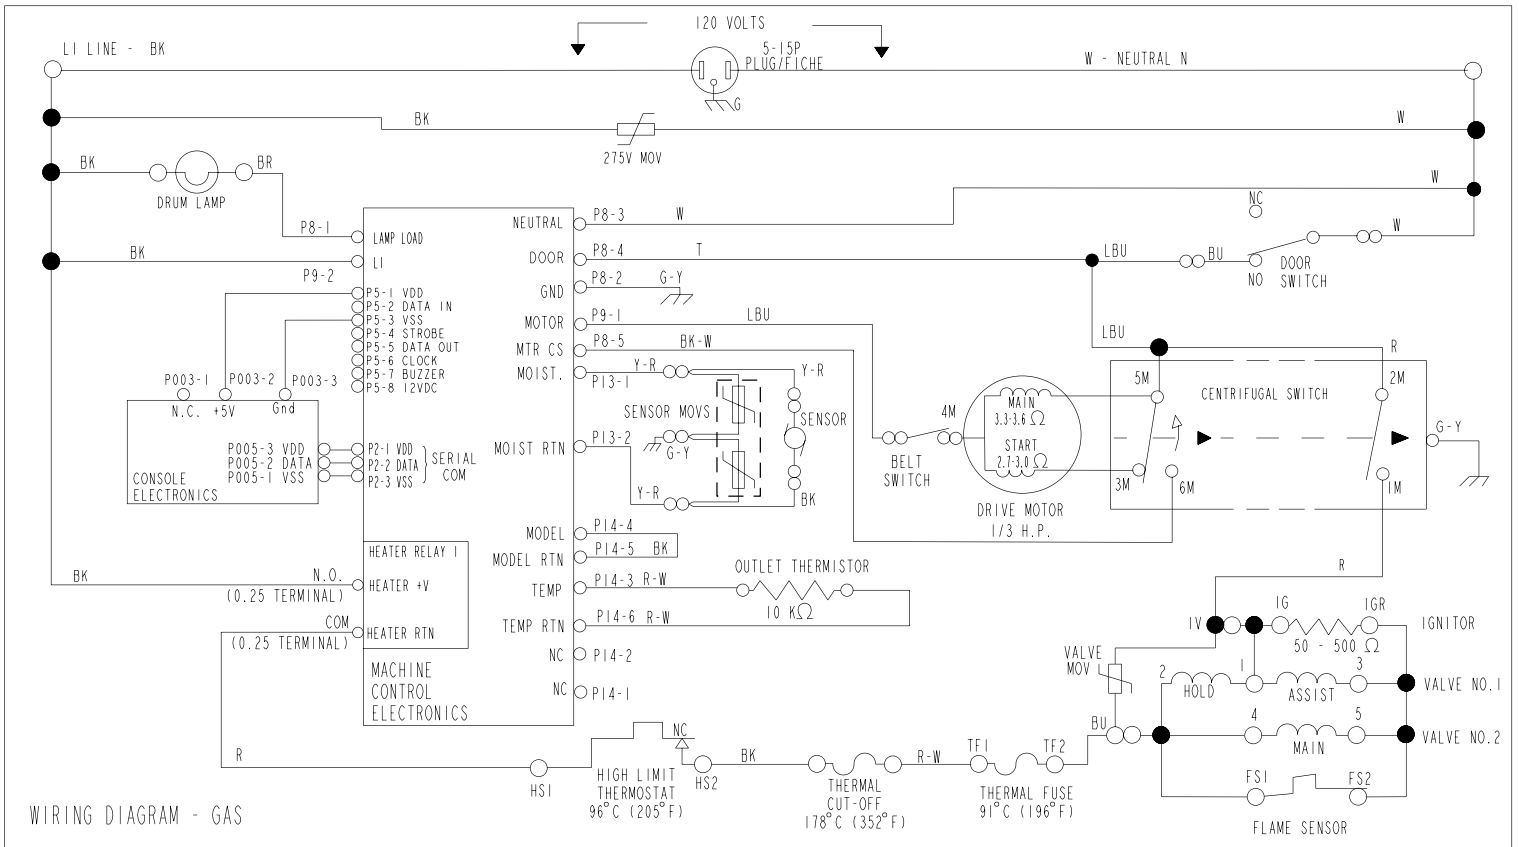 120 VOLTS
L1 LINE - BK
5-15P
PLUG/FICHE
W - NEUTRAL N
G
BK
275V MOV
W
BK
BR
DRUM LAMP
W
NC
P8-1
LAMP LOAD
NEUTRAL
P8-3
W
W
BK
L1
P9-2
DOOR
P8-4
T
LBU
BU
NO
DOOR
SWITCH
GND
P8-2
G-Y
P5-1 VDD
P5-2 DATA IN
P5-3 VSS
P5-4 STROBE
P5-5 DATA OUT
P5-6 CLOCK
P5-7 BUZZER
P5-8 12VDC
MOTOR
P9-1
LBU
MTR CS
P8-5
BK-W
LBU
R
MOIST.
P13-1
Y-R
Y-R
P003-1
P003-2
P003-3
N.C.
+5V
Gnd
SENSOR MOVS
SENSOR
G-Y
4M
MAIN
3.3-3.6 Ω
START
2.7-3.0 Ω
5M
CENTRIFUGAL SWITCH
2M
G-Y
MOIST RTN
P13-2
P005-3 VDD
P005-2 DATA
P005-1 VSS
P2-1 VDD
P2-2 DATA
P2-3 VSS
SERIAL
COM
CONSOLE
ELECTRONICS
BELT
SWITCH
3M
6M
1M
Y-R
BK
DRIVE MOTOR
1/3 H.P.
MODEL
P14-4
MODEL RTN
P14-5
BK
HEATER RELAY 1
BK
N.O.
(0.25 TERMINAL)
HEATER +V
TEMP
P14-3
R-W
OUTLET THERMISTOR
10 KΩ
R
COM
(0.25 TERMINAL)
HEATER RTN
TEMP RTN
P14-6
R-W
NC
P14-2
NC
P14-1
MACHINE
CONTROL
ELECTRONICS
1V
1G
1GR
IGNITOR
50 - 500 Ω
VALVE
MOV
2
HOLD
1
ASSIST
3
VALVE NO.1
BU
4
MAIN
5
VALVE NO.2
R
HS1
NC
HIGH LIMIT
THERMOSTAT
96°C (205°F)
HS2
BK
THERMAL
CUT-OFF
178°C (352°F)
R-W
TF1
TF2
THERMAL FUSE
91°C (196°F)
FS1
FS2
FLAME SENSOR
WIRING DIAGRAM - GAS